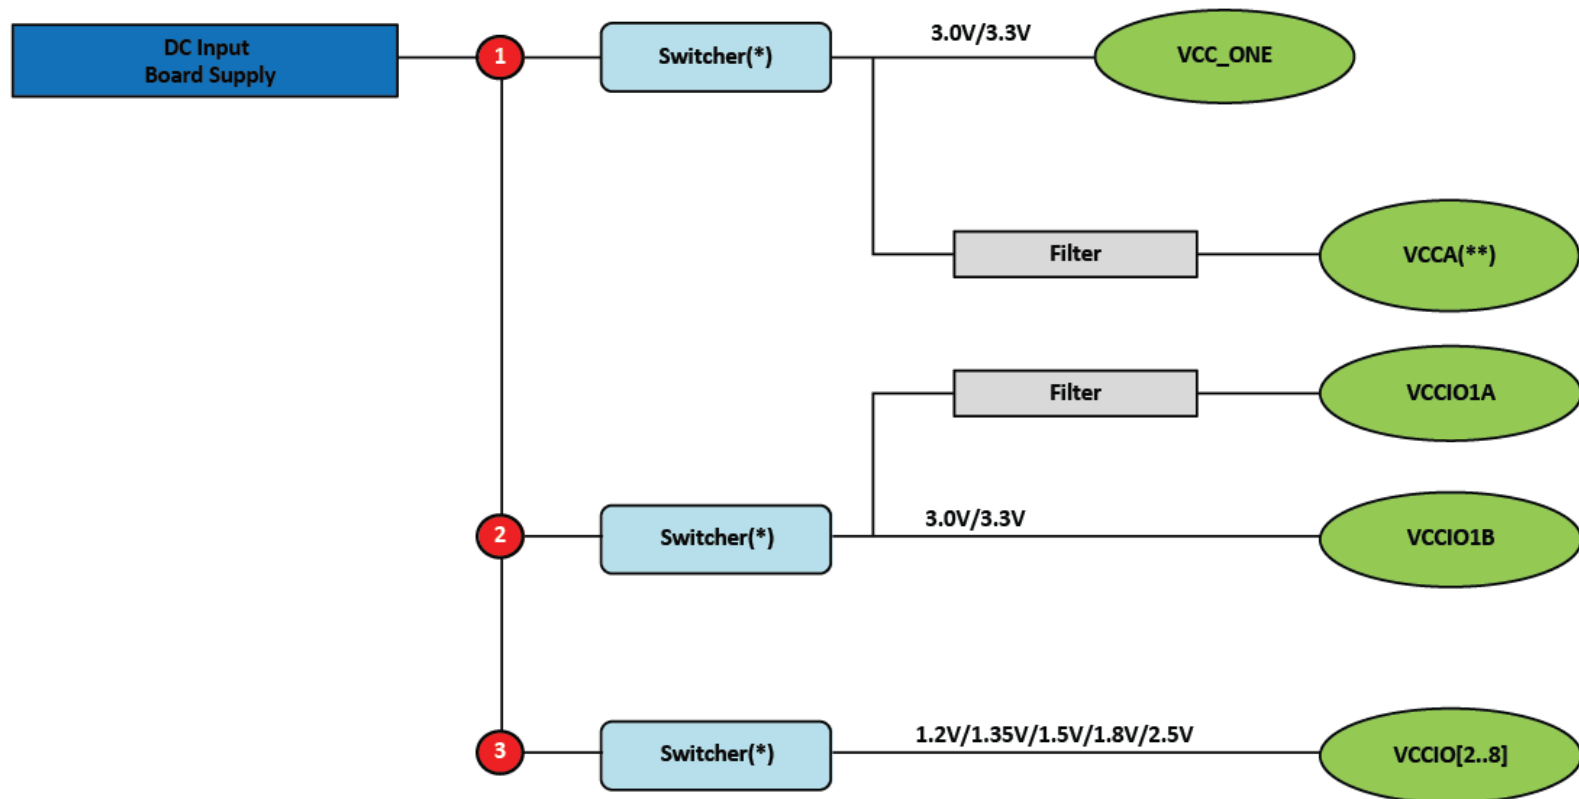 DC Input
Board Supply
1
Switcher(*)
3.0V/3.3V
VCC_ONE
Filter
VCCA(**)
Filter
VCCIO1A
2
Switcher(*)
3.0V/3.3V
VCCIO1B
3
Switcher(*)
1.2V/1.35V/1.5V/1.8V/2.5V
VCCIO[2..8]